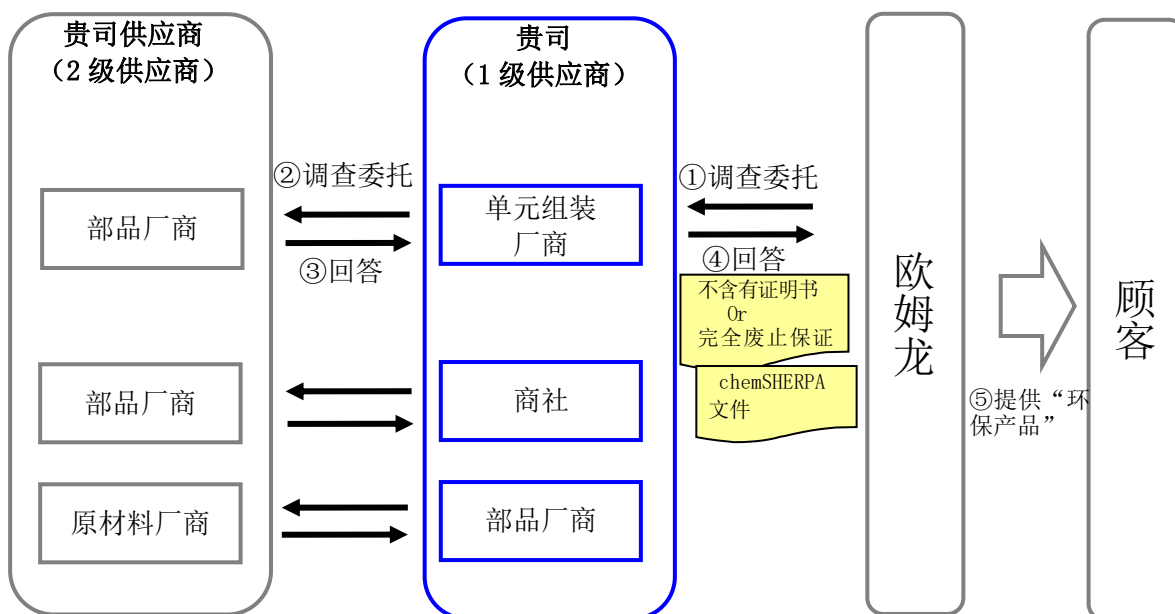 贵司供应商
（2 级供应商）
部品厂商
部品厂商
原材料厂商
②调查委托
③回答
贵司
（1 级供应商）
单元组装
厂商
商社
部品厂商
①调查委托
④回答
不含有证明书
Or
完全废止保证
chemSHERPA
文件
欧姆龙
⑤提供“环
保产品”
顾客